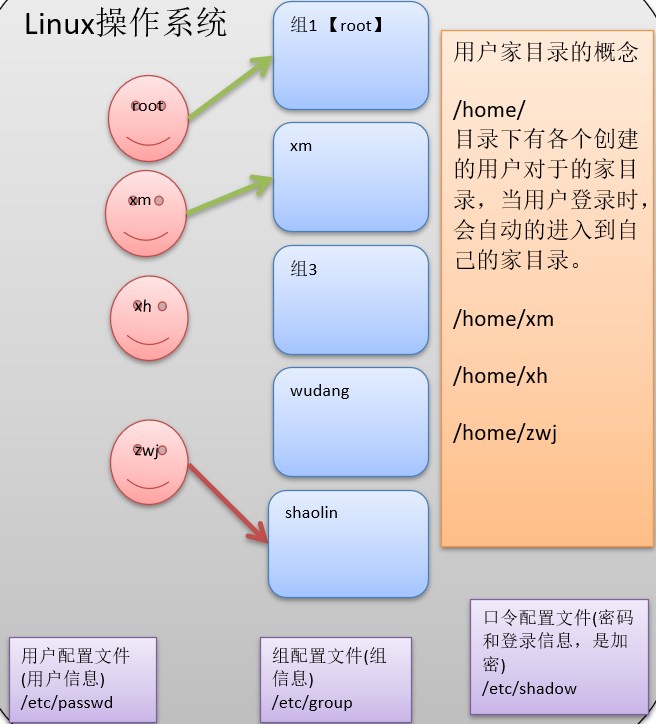 Linux操作系统
组1 【root】
root
xm
xm
xh
组3
wudang
zwj
shaolin
用户家目录的概念
/home/
目录下有各个创建
的用户对于的家目
录，当用户登录时，
会自动的进入到自
己的家目录。
/home/xm
/home/xh
/home/zwj
用户配置文件
(用户信息)
/etc/passwd
组配置文件(组
信息)
/etc/group
口令配置文件(密码
和登录信息，是加
密)
/etc/shadow